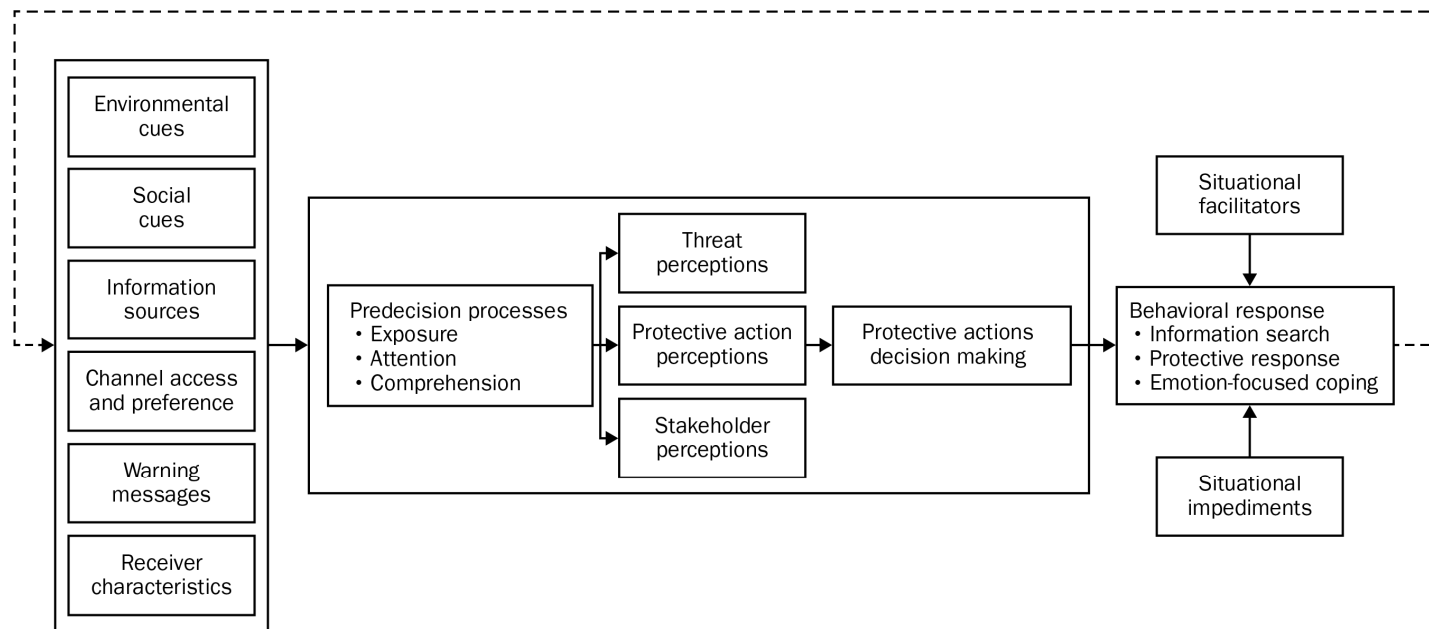 Environmental
cues
Social
cues
Information
sources
Channel access
and preference
Warning
messages
Receiver
characteristics
Predecision processes
• Exposure
• Attention
• Comprehension
Threat
perceptions
Protective action
perceptions
Stakeholder
perceptions
Protective actions
decision making
Situational
facilitators
Behavioral response
• Information search
• Protective response
• Emotion-focused coping
Situational
impediments